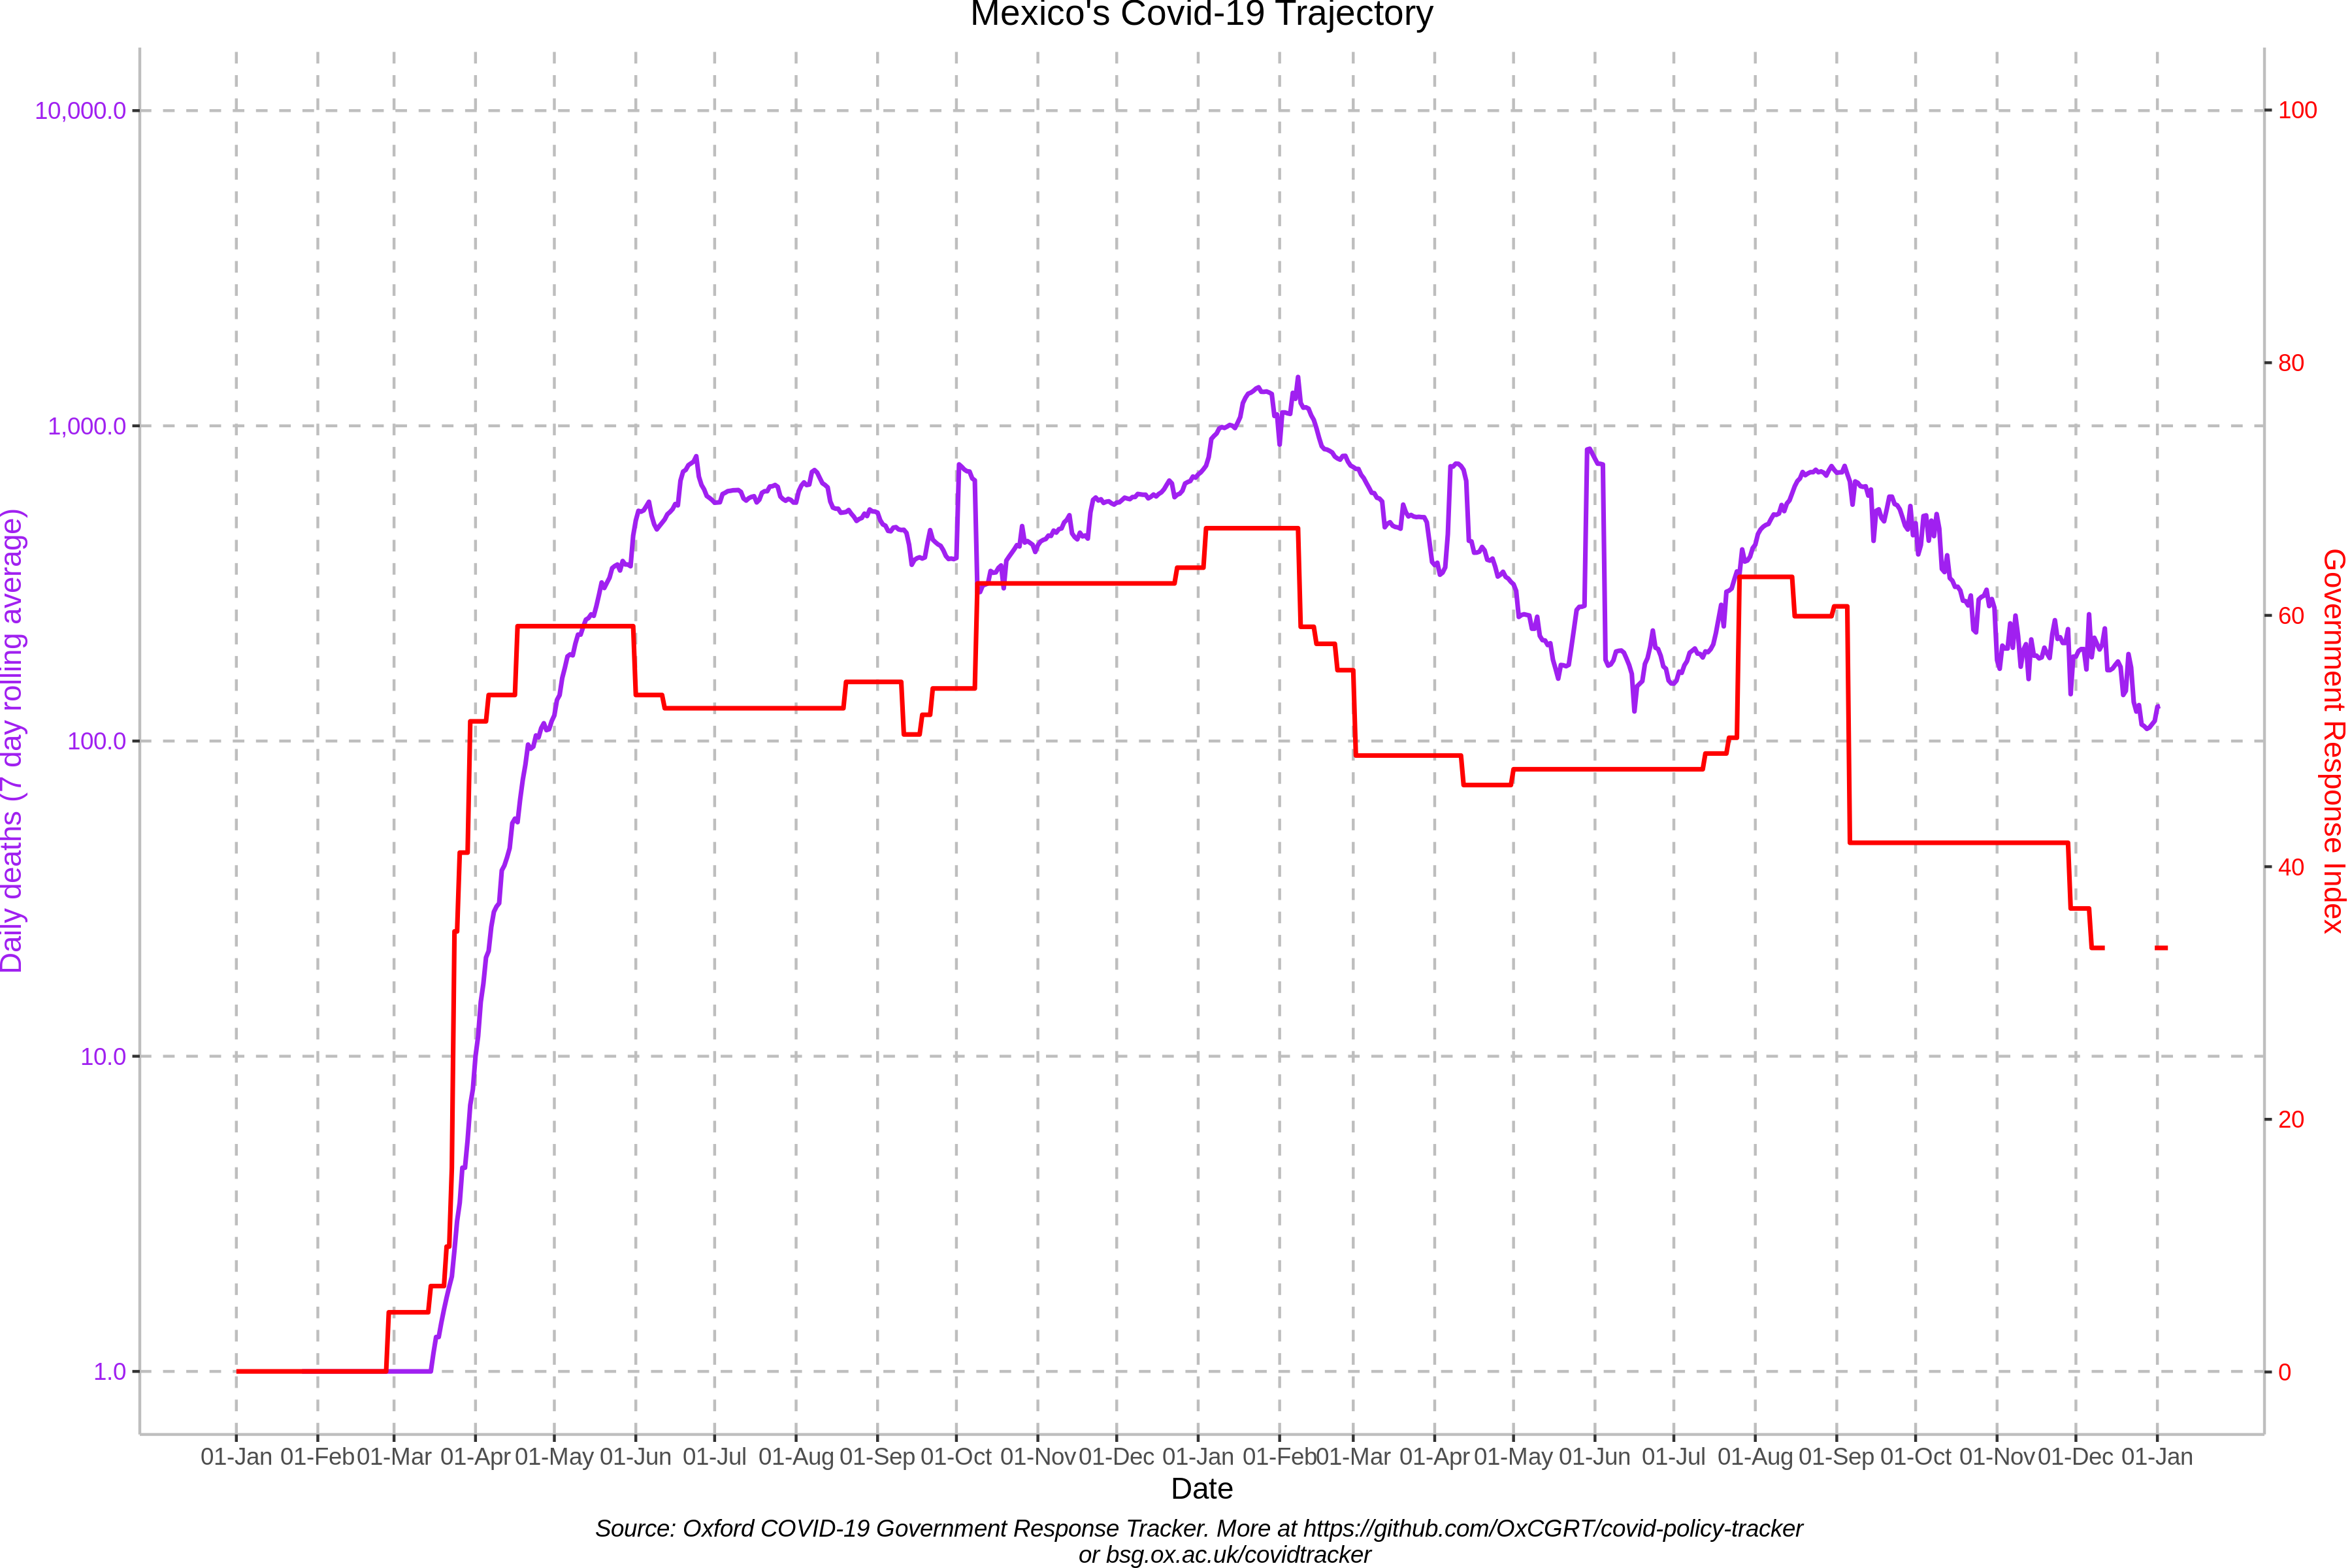 Mexico's Covid-19 Trajectory
10,000.0
1,000.0
100.0
10.0
1.0
Daily deaths (7 day rolling average)
100
80
60
40
20
0
Government Response Index
01-Jan 01-Feb 01-Mar 01-Apr 01-May 01-Jun 01-Jul 01-Aug 01-Sep 01-Oct 01-Nov 01-Dec 01-Jan 01-Feb 01-Mar 01-Apr 01-May 01-Jun 01-Jul 01-Aug 01-Sep 01-Oct 01-Nov 01-Dec 01-Jan
Date
Source: Oxford COVID-19 Government Response Tracker. More at https://github.com/OxCGRT/covid-policy-tracker
or bsg.ox.ac.uk/covidtracker